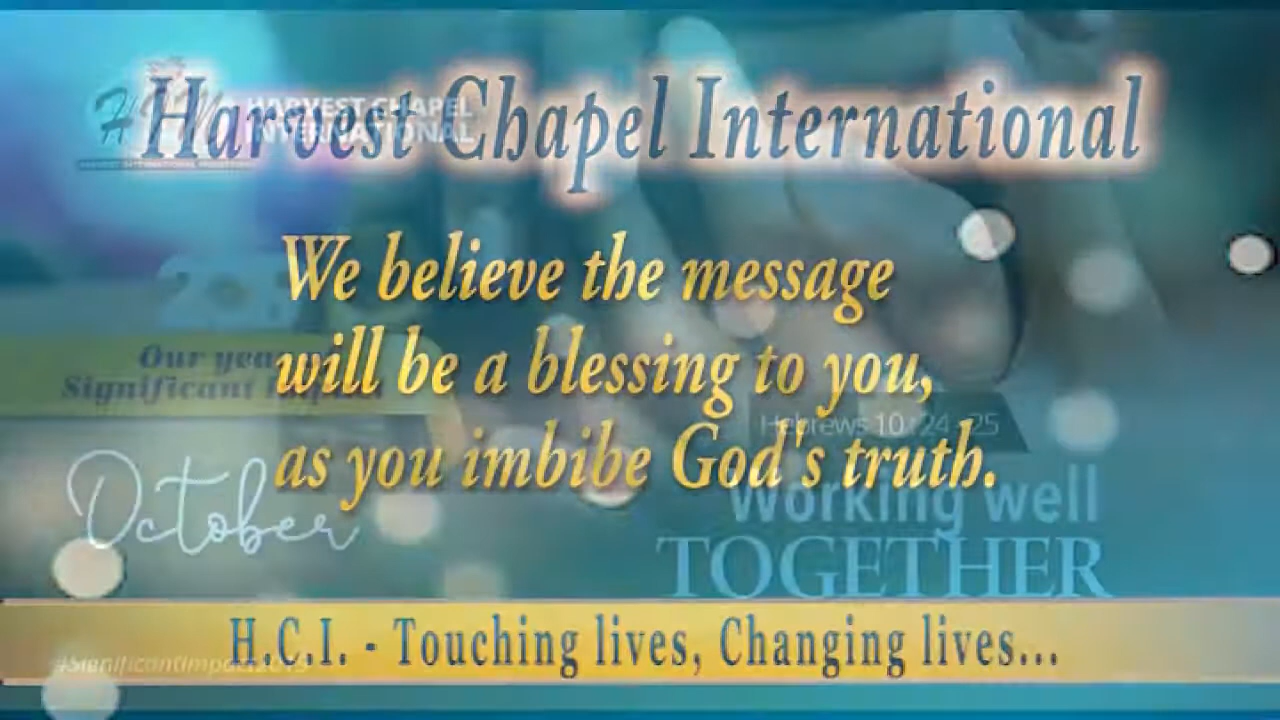 Harvest Chapel International
HARVEST CHAPEL
INTERNATIONAL
We believe the message
will be a blessing to you,
as you imbibe God's truth.
Our year
Significant
Hebrews 10:24-25
October
Working well
TOGETHER
H.C.I. - Touching lives, Changing lives...
#SignificantImpact2019